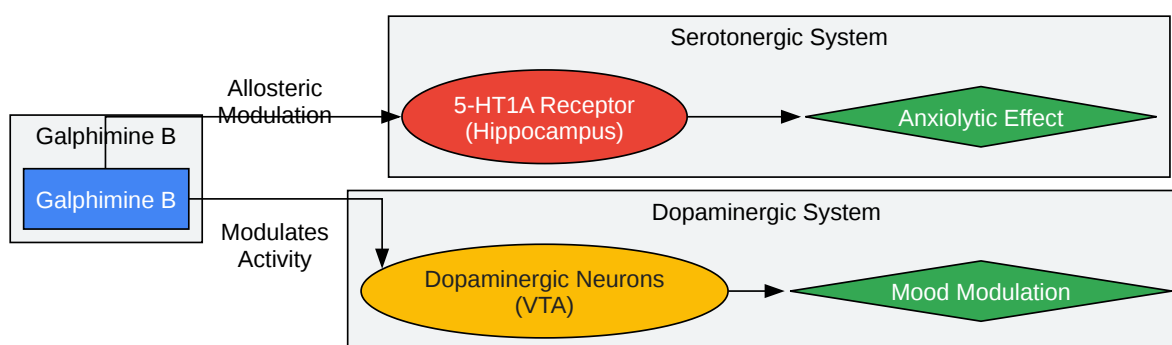 Serotonergic System
Allosteric
Modulation
5-HT1A Receptor
(Hippocampus)
Anxiolytic Effect
Galphimine B
Galphimine B
Modulates
Activity
Dopaminergic System
Dopaminergic Neurons
(VTA)
Mood Modulation